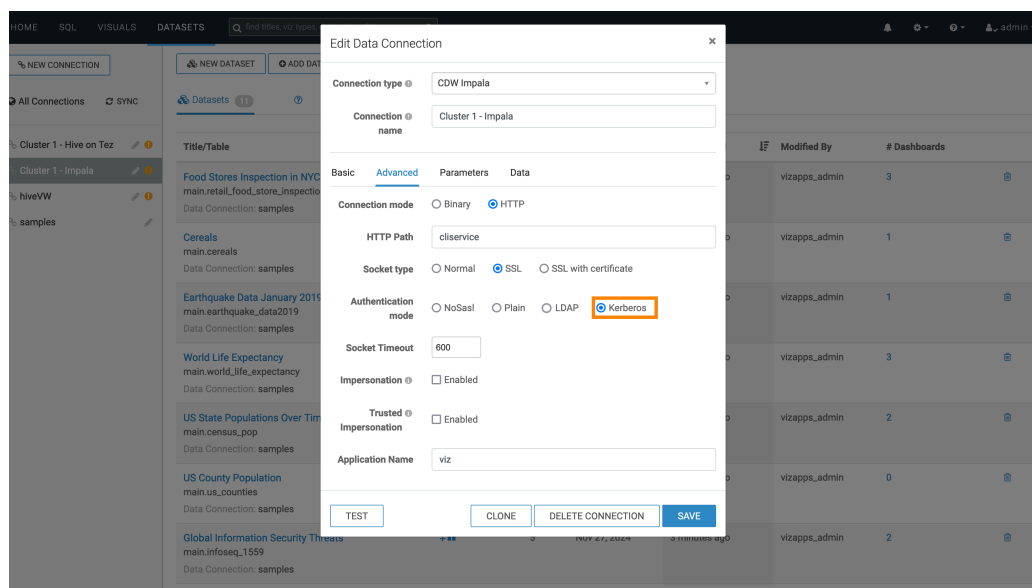 HOME SQL VISUALS DATASETS find titles, viz types, admin
NEW CONNECTION
All Connections SYNC
Cluster 1 - Hive on Tez
Cluster 1 - Impala
hiveVW
samples
NEW DATASET ADD DAT
Datasets 11
Title/Table Modified By # Dashboards
Food Stores Inspection in NYC vizapps_admin 3
main.retail_food_store_inspectio
Data Connection: samples
Cereals vizapps_admin 1
main.cereals
Data Connection: samples
Earthquake Data January 2019 vizapps_admin 1
main.earthquake_data2019
Data Connection: samples
World Life Expectancy vizapps_admin 3
main.world_life_expectancy
Data Connection: samples
US State Populations Over Tim vizapps_admin 2
main.census_pop
Data Connection: samples
US County Population vizapps_admin 0
main.us_counties
Data Connection: samples
Global Information Security Threats 5 Nov 27, 2024 3 minutes ago vizapps_admin 2
main.infoseq_1559
Data Connection: samples
Edit Data Connection ×
Connection type CDW Impala
Connection name Cluster 1 - Impala
Basic Advanced Parameters Data
Connection mode Binary HTTP
HTTP Path cliservice
Socket type Normal SSL SSL with certificate
Authentication mode NoSasl Plain LDAP Kerberos
Socket Timeout 600
Impersonation Enabled
Trusted Impersonation Enabled
Application Name viz
TEST CLONE DELETE CONNECTION SAVE